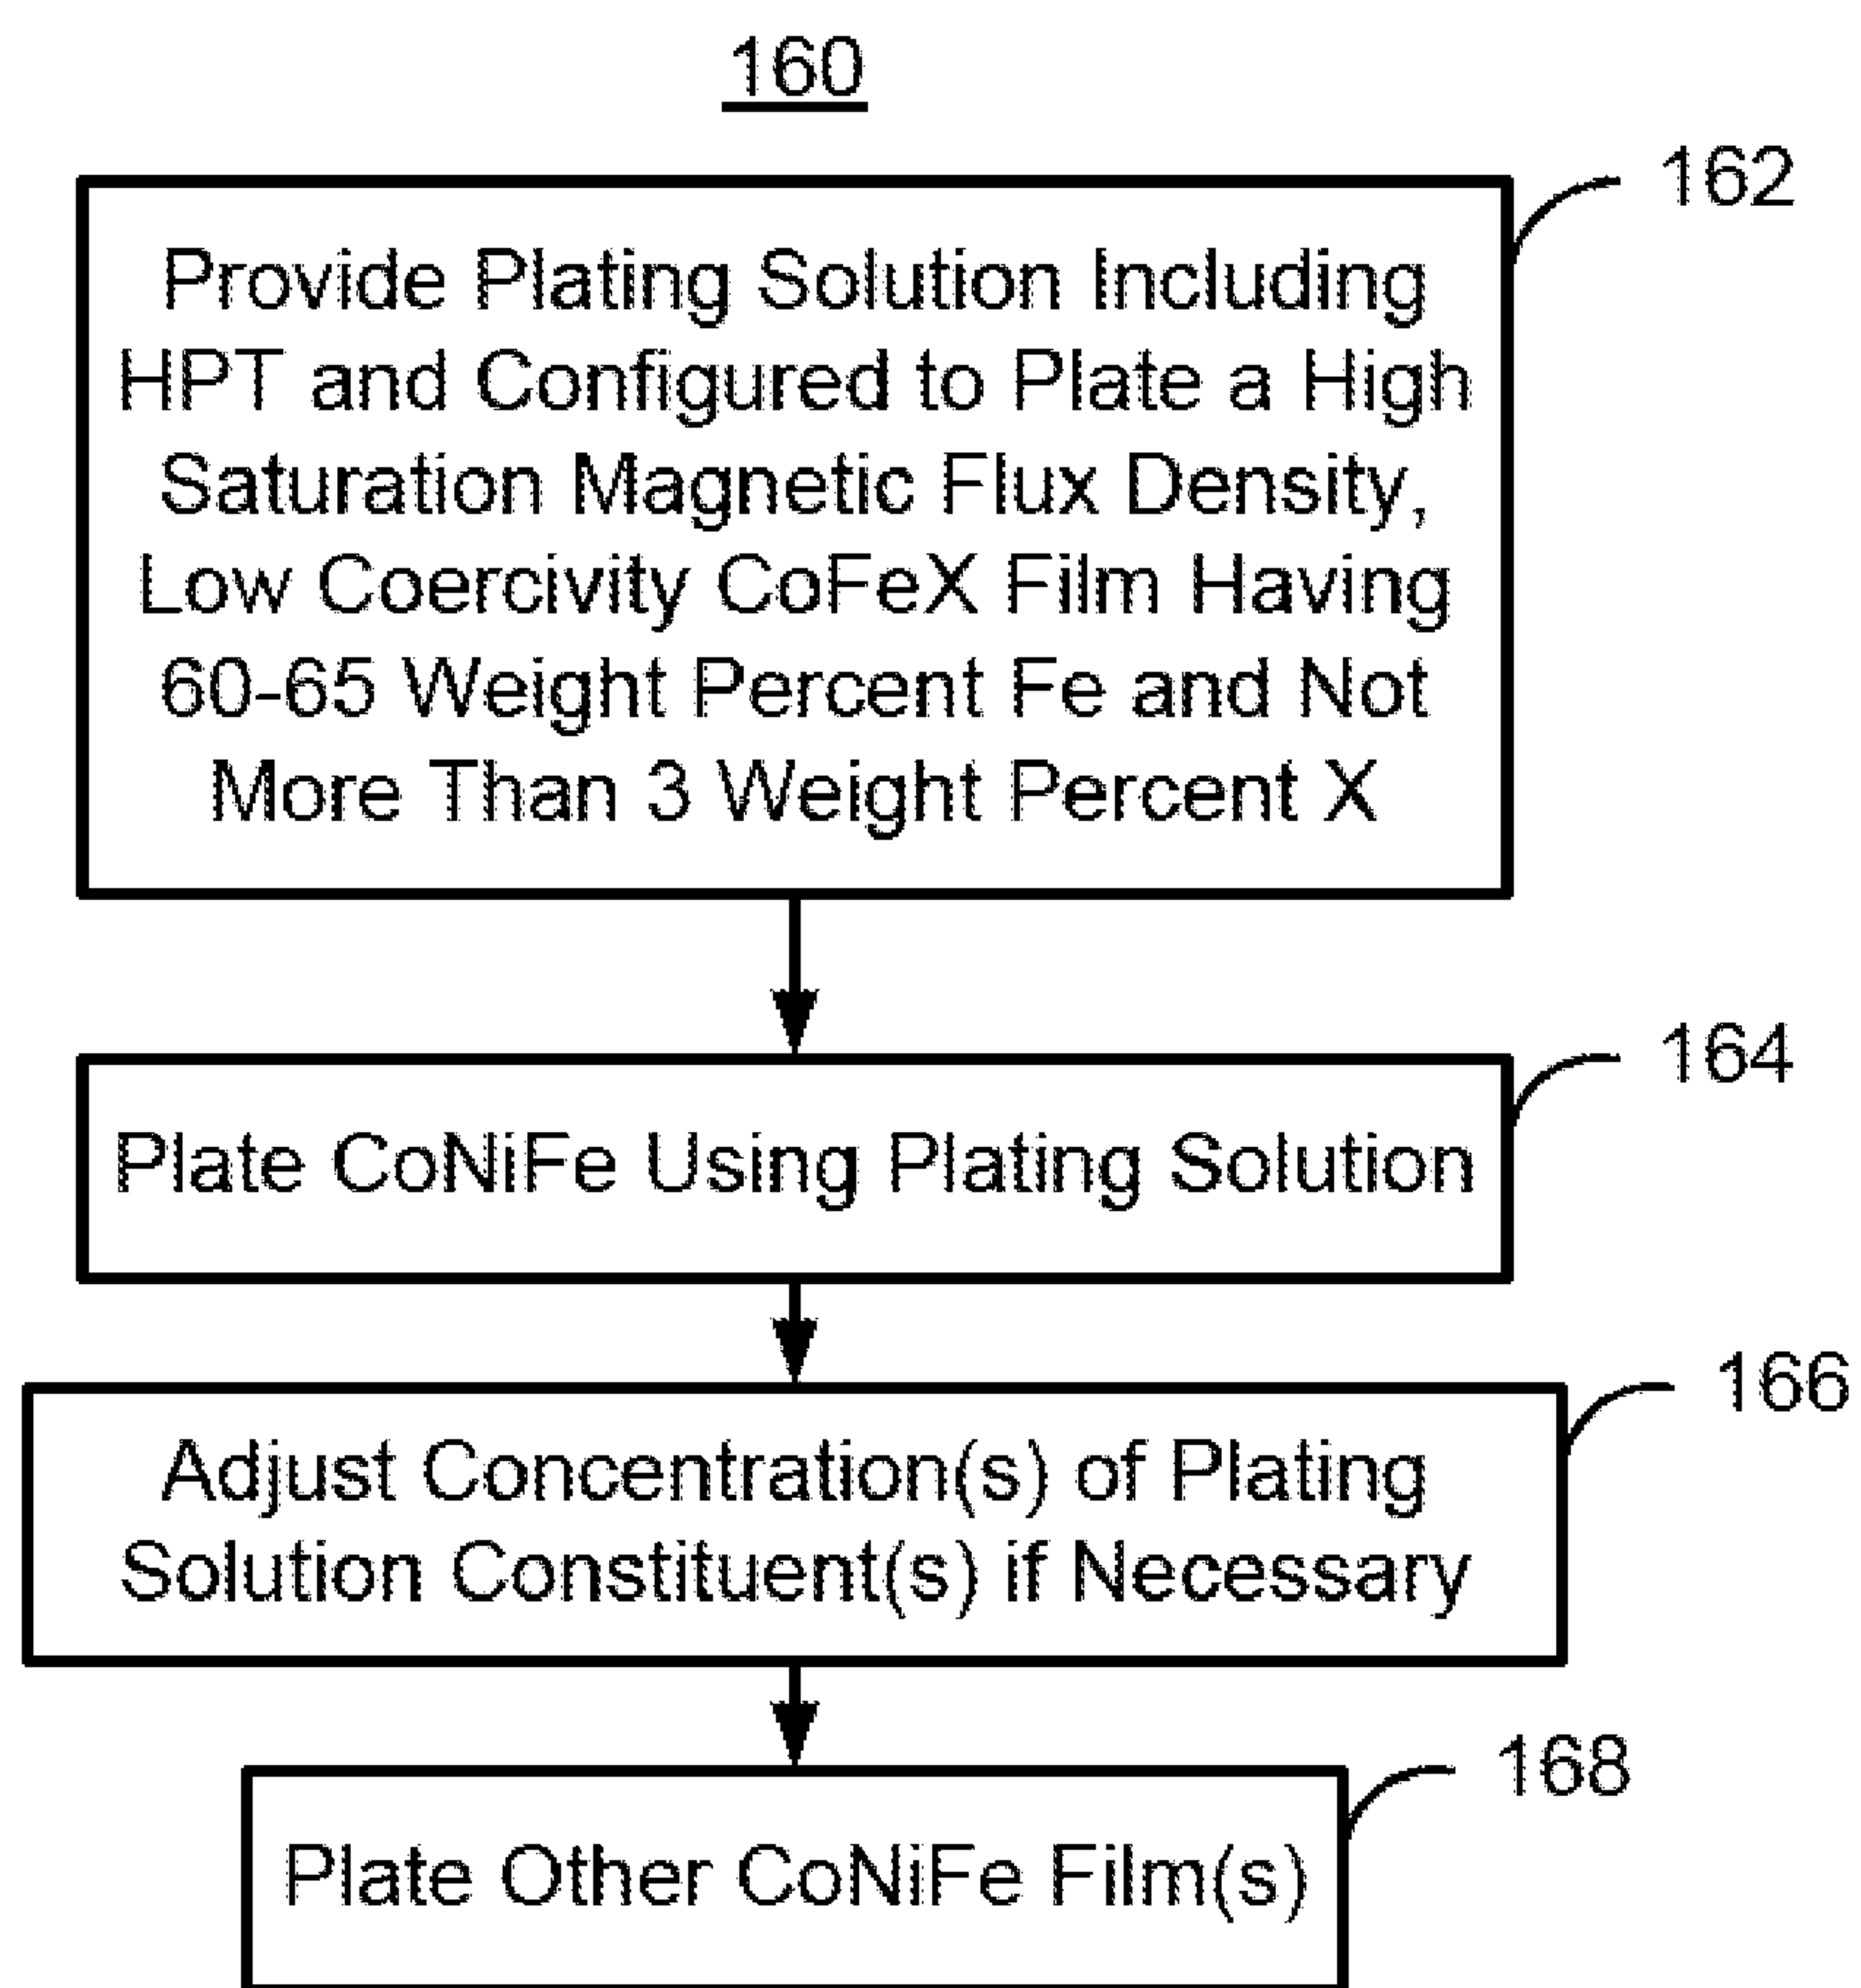 160
162
Provide Plating Solution Including
HPT and Configured to Plate a High
Saturation Magnetic Flux Density,
Low Coercivity CoFeX Film Having
60-65 Weight Percent Fe and Not
More Than 3 Weight Percent X
164
Plate CoNiFe Using Plating Solution
166
Adjust Concentration(s) of Plating
Solution Constituent(s) if Necessary
168
Plate Other CoNiFe Film(s)